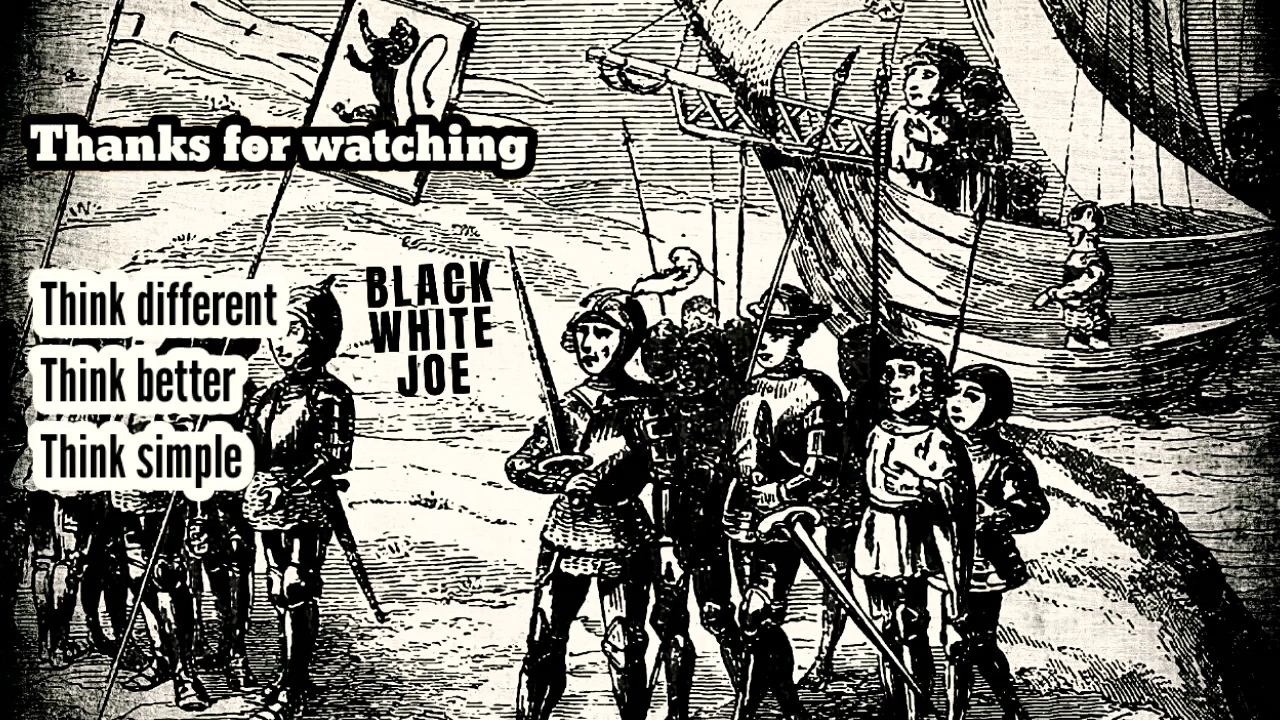 Thanks for watching
Think different
Think better
Think simple
BLACK
WHITE
JOE